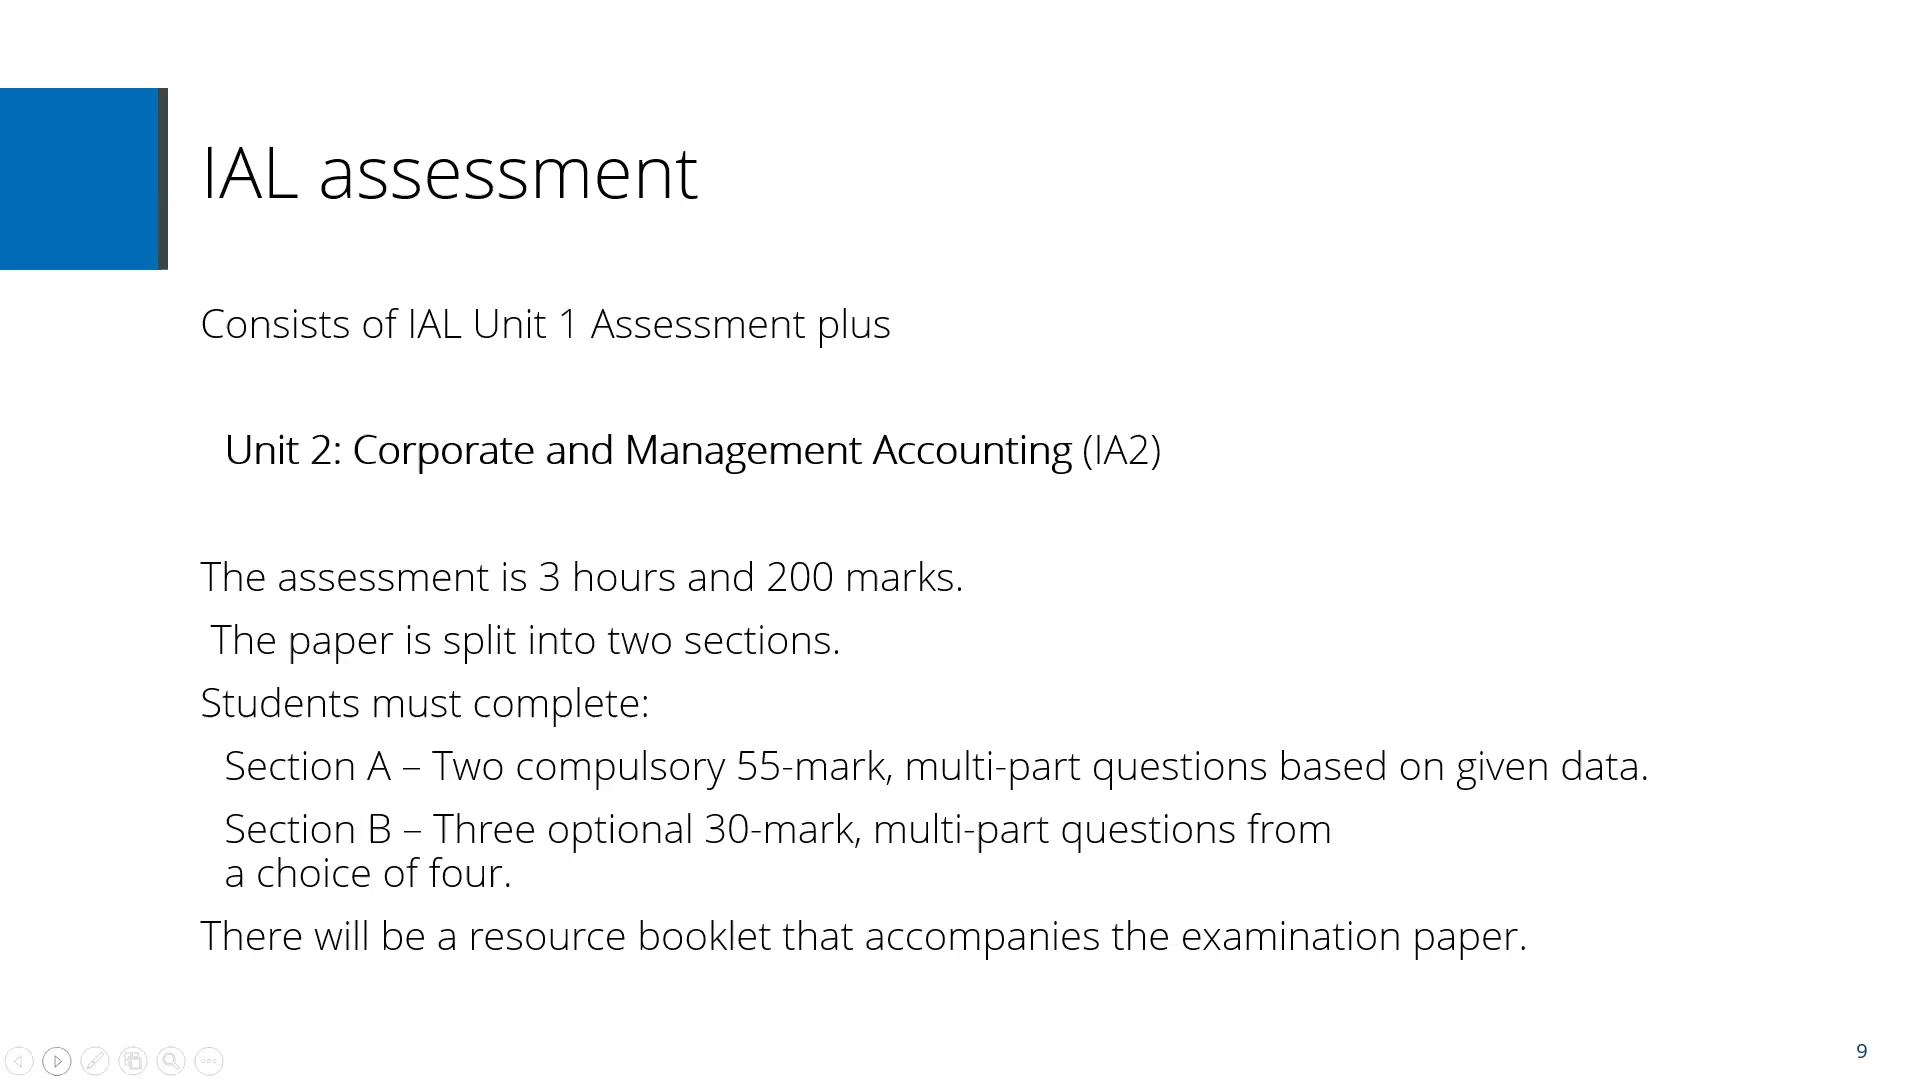 IAL assessment
Consists of IAL Unit 1 Assessment plus
Unit 2: Corporate and Management Accounting (IA2)
The assessment is 3 hours and 200 marks.
The paper is split into two sections.
Students must complete:
Section A – Two compulsory 55-mark, multi-part questions based on given data.
Section B – Three optional 30-mark, multi-part questions from
a choice of four.
There will be a resource booklet that accompanies the examination paper.
9